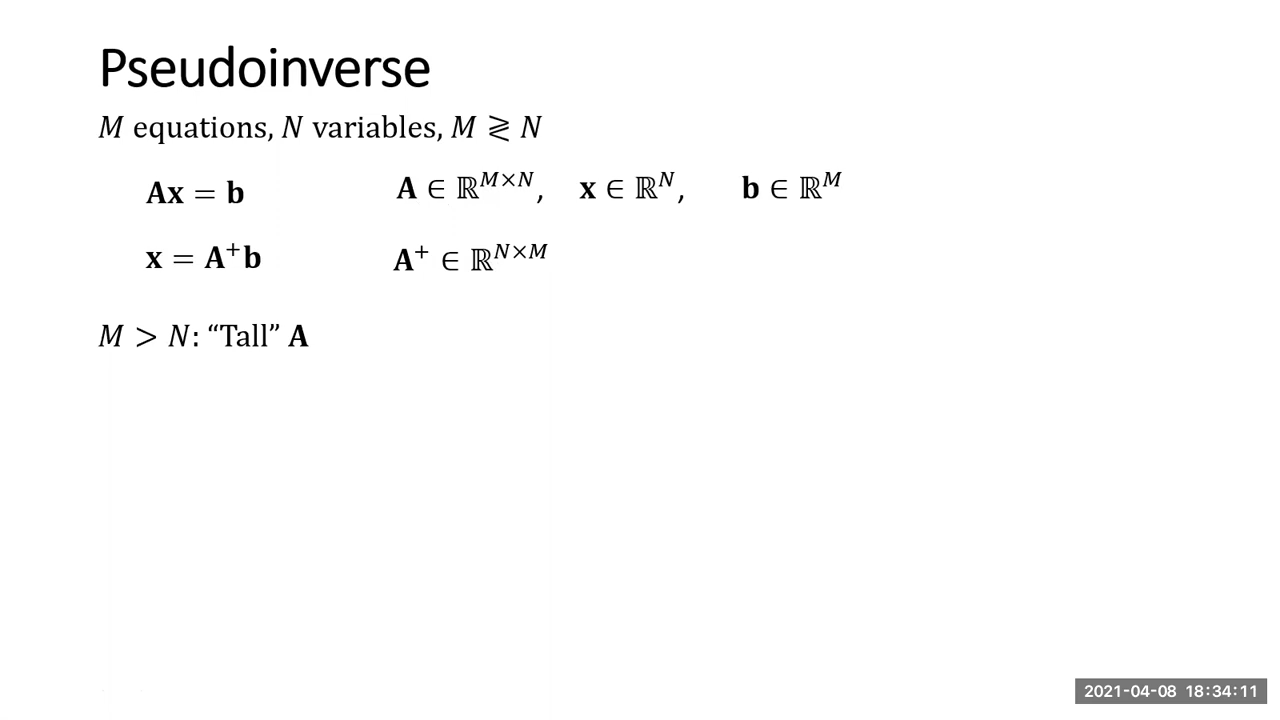 Pseudoinverse
M equations, N variables, M ≷ N
Ax = b    A ∈ ℝ^{M×N},    x ∈ ℝ^N,    b ∈ ℝ^M
x = A⁺b    A⁺ ∈ ℝ^{N×M}
M > N: “Tall” A
2021-04-08 18:34:11